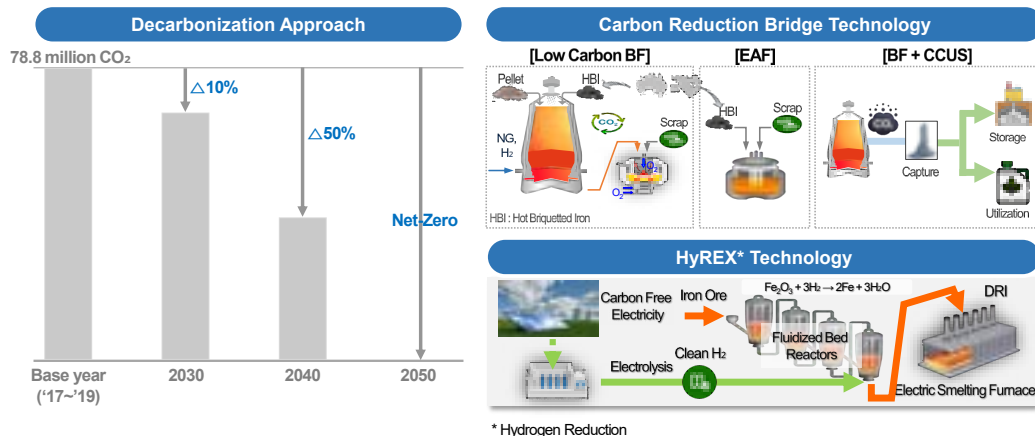 Decarbonization Approach
78.8 million CO₂
△10%
△50%
Net-Zero
Base year
('17~'19)
2030
2040
2050
Carbon Reduction Bridge Technology
[Low Carbon BF]
[EAF]
[BF + CCUS]
Pellet
HBI
CO₂
NG,
H₂
Scrap
O₂
O₂
HBI : Hot Briquetted Iron
HBI
Scrap
CO₂
Capture
Storage
Utilization
HyREX* Technology
Carbon Free
Electricity
Iron Ore
Fe₂O₃ + 3H₂ → 2Fe + 3H₂O
Fluidized Bed
Reactors
DRI
Electrolysis
Clean H₂
Electric Smelting Furnace
* Hydrogen Reduction